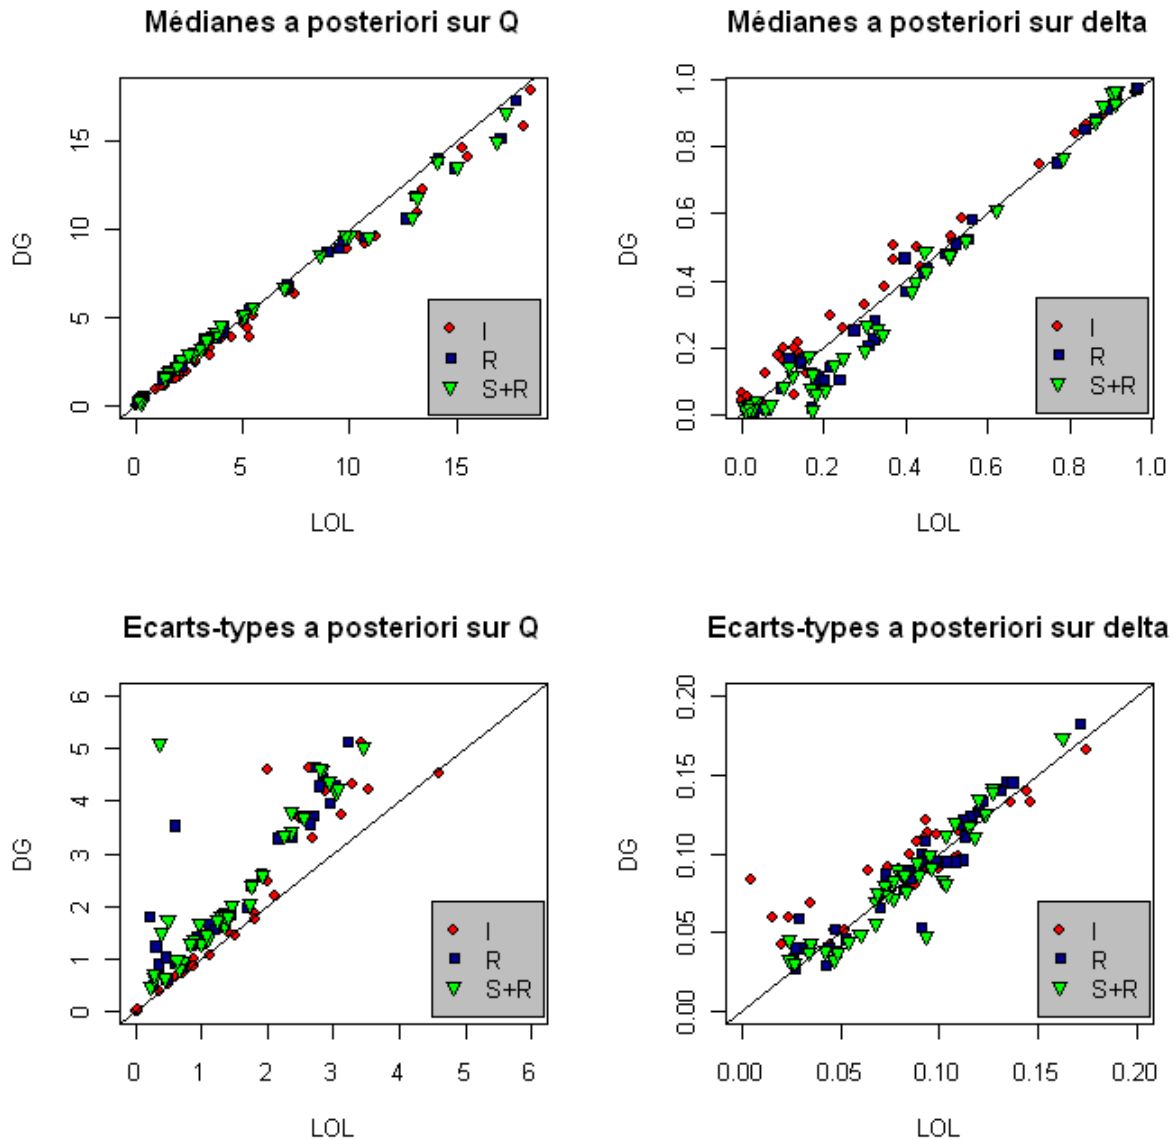 Médianes a posteriori sur Q
DG
0 5 10 15
I
R
S+R
0 5 10 15
LOL
Médianes a posteriori sur delta
DG
0.0 0.2 0.4 0.6 0.8 1.0
I
R
S+R
0.0 0.2 0.4 0.6 0.8 1.0
LOL
Ecarts-types a posteriori sur Q
DG
0 1 2 3 4 5 6
I
R
S+R
0 1 2 3 4 5 6
LOL
Ecarts-types a posteriori sur delta
DG
0.00 0.05 0.10 0.15 0.20
I
R
S+R
0.00 0.05 0.10 0.15 0.20
LOL